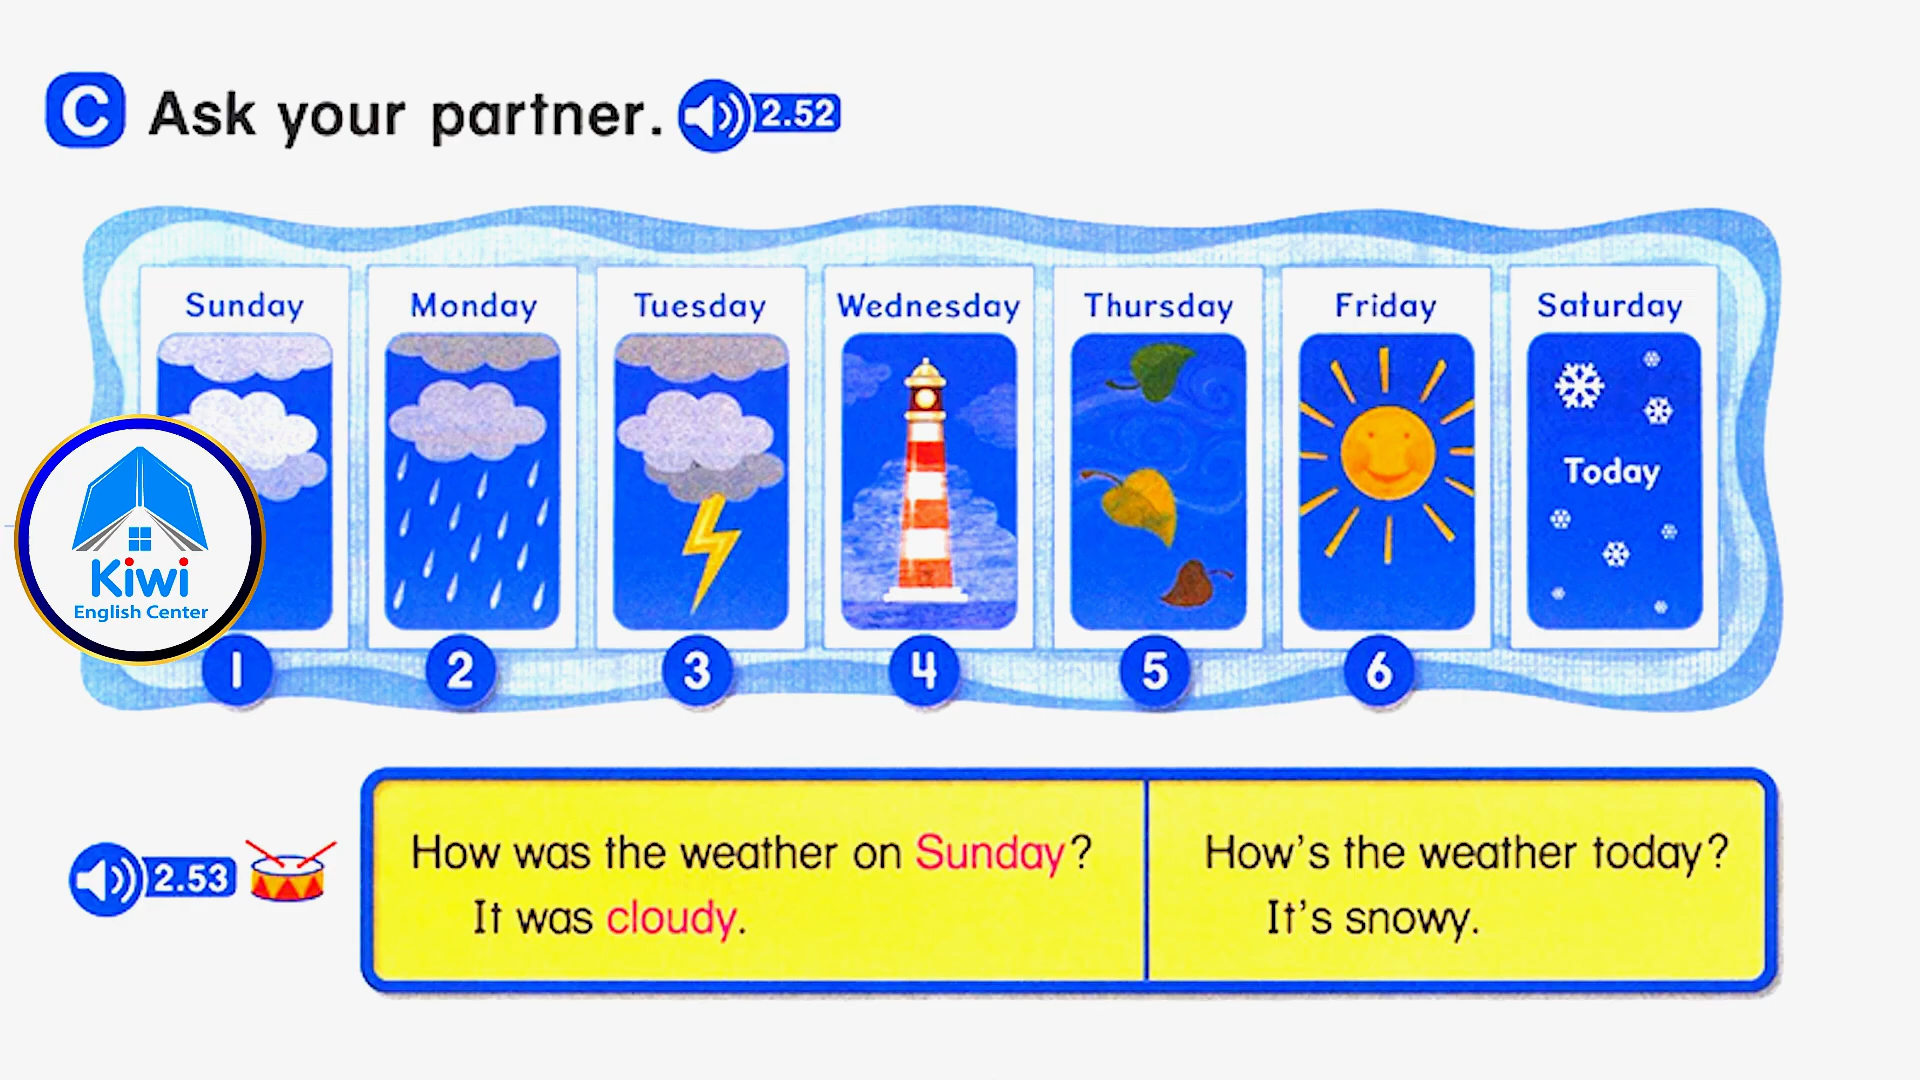 C Ask your partner. 2.52
Sunday Monday Tuesday Wednesday Thursday Friday Saturday
Today
Kiwi
English Center
1 2 3 4 5 6
How was the weather on Sunday?
It was cloudy.
How's the weather today?
It's snowy.
2.53